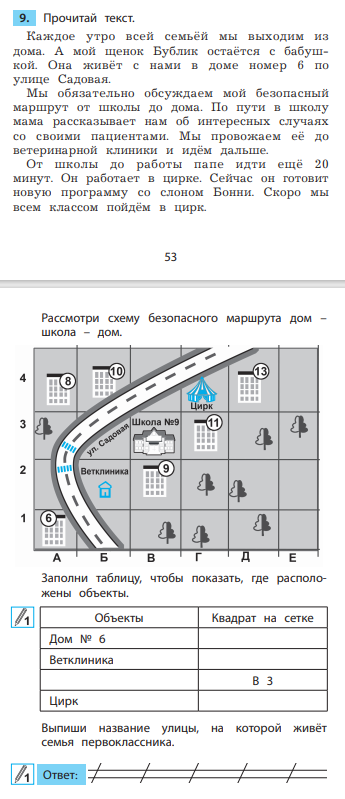 9. Прочитай текст.
Каждое утро всей семьёй мы выходим из
дома. А мой щенок Бублик остаётся с бабуш-
кой. Она живёт с нами в доме номер 6 по
улице Садовая.
Мы обязательно обсуждаем мой безопасный
маршрут от школы до дома. По пути в школу
мама рассказывает нам об интересных случаях
со своими пациентами. Мы провожаем её до
ветеринарной клиники и идём дальше.
От школы до работы папе идти ещё 20
минут. Он работает в цирке. Сейчас он готовит
новую программу со слоном Бонни. Скоро мы
всем классом пойдём в цирк.
53
Рассмотри схему безопасного маршрута дом –
школа – дом.
4
8
10
13
Цирк
3
ул. Садовая
Школа №9
11
2
Ветклиника
9
1
6
А Б В Г Д Е
Заполни таблицу, чтобы показать, где располо-
жены объекты.
1
Объекты Квадрат на сетке
Дом № 6
Ветклиника
В 3
Цирк
Выпиши название улицы, на которой живёт
семья первоклассника.
1 Ответ: